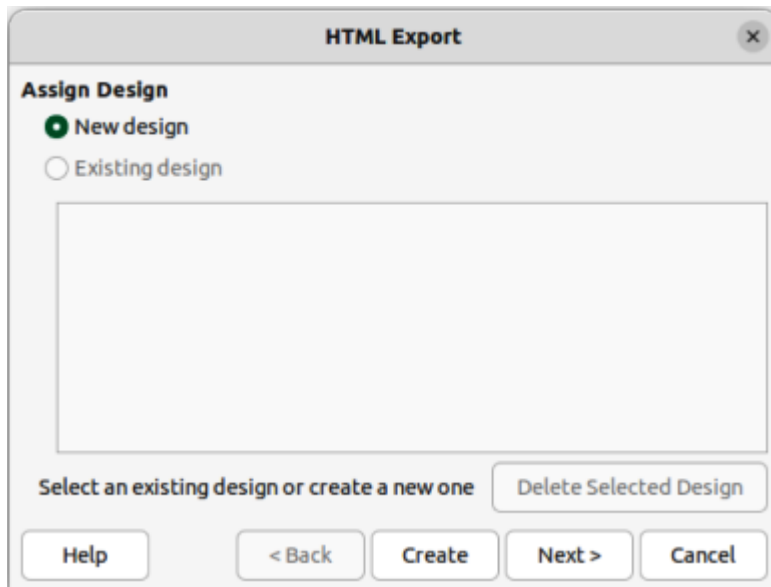 HTML Export
Assign Design
New design
Existing design
Select an existing design or create a new one Delete Selected Design
Help < Back Create Next > Cancel